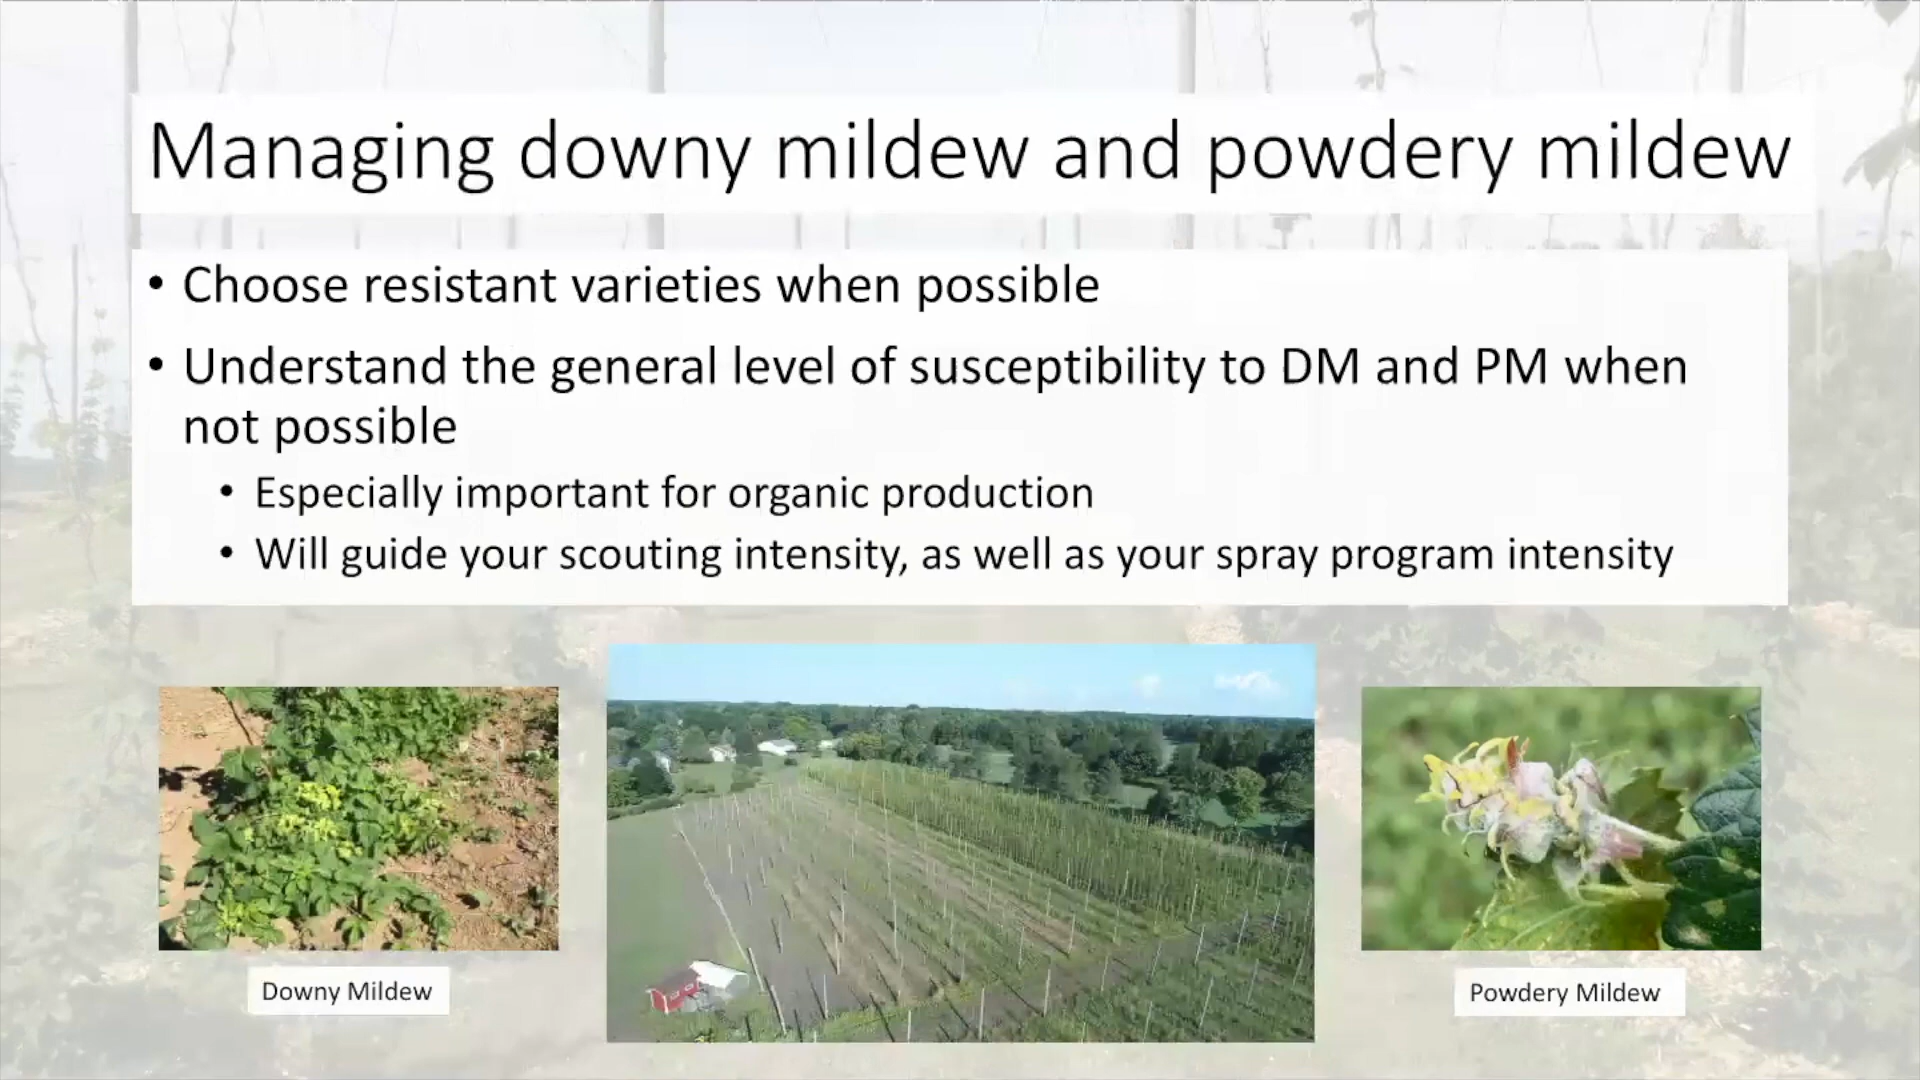 Managing downy mildew and powdery mildew
• Choose resistant varieties when possible
• Understand the general level of susceptibility to DM and PM when
not possible
• Especially important for organic production
• Will guide your scouting intensity, as well as your spray program intensity
Downy Mildew
Powdery Mildew